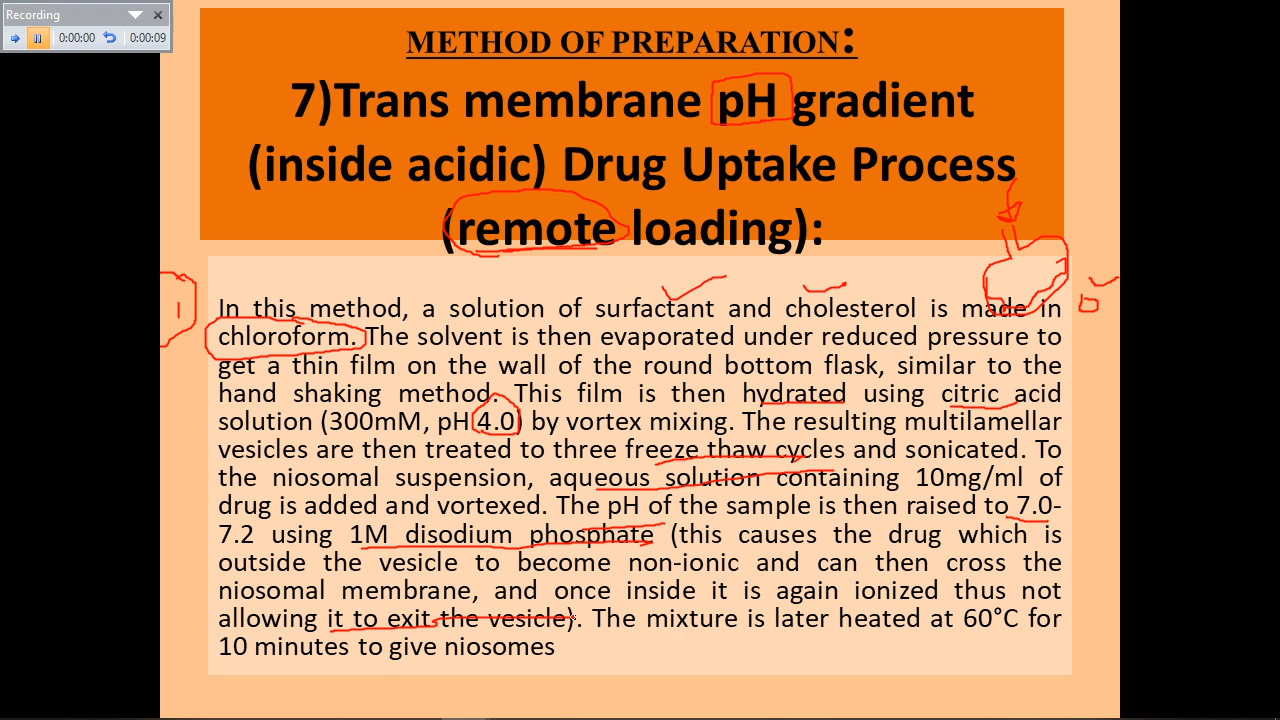 Recording
0:00:00
0:00:09
METHOD OF PREPARATION:
7)Trans membrane pH gradient
(inside acidic) Drug Uptake Process
(remote loading):
In this method, a solution of surfactant and cholesterol is made in
chloroform. The solvent is then evaporated under reduced pressure to
get a thin film on the wall of the round bottom flask, similar to the
hand shaking method. This film is then hydrated using citric acid
solution (300mM, pH 4.0) by vortex mixing. The resulting multilamellar
vesicles are then treated to three freeze thaw cycles and sonicated. To
the niosomal suspension, aqueous solution containing 10mg/ml of
drug is added and vortexed. The pH of the sample is then raised to 7.0-
7.2 using 1M disodium phosphate (this causes the drug which is
outside the vesicle to become non-ionic and can then cross the
niosomal membrane, and once inside it is again ionized thus not
allowing it to exit the vesicle). The mixture is later heated at 60°C for
10 minutes to give niosomes